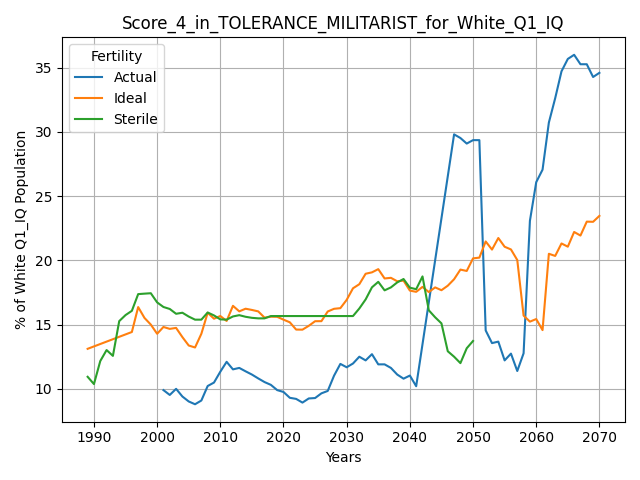 Score_4_in_TOLERANCE_MILITARIST_for_White_Q1_IQ
Fertility
Actual
Ideal
Sterile
% of White Q1_IQ Population
35
30
25
20
15
10
1990 2000 2010 2020 2030 2040 2050 2060 2070
Years